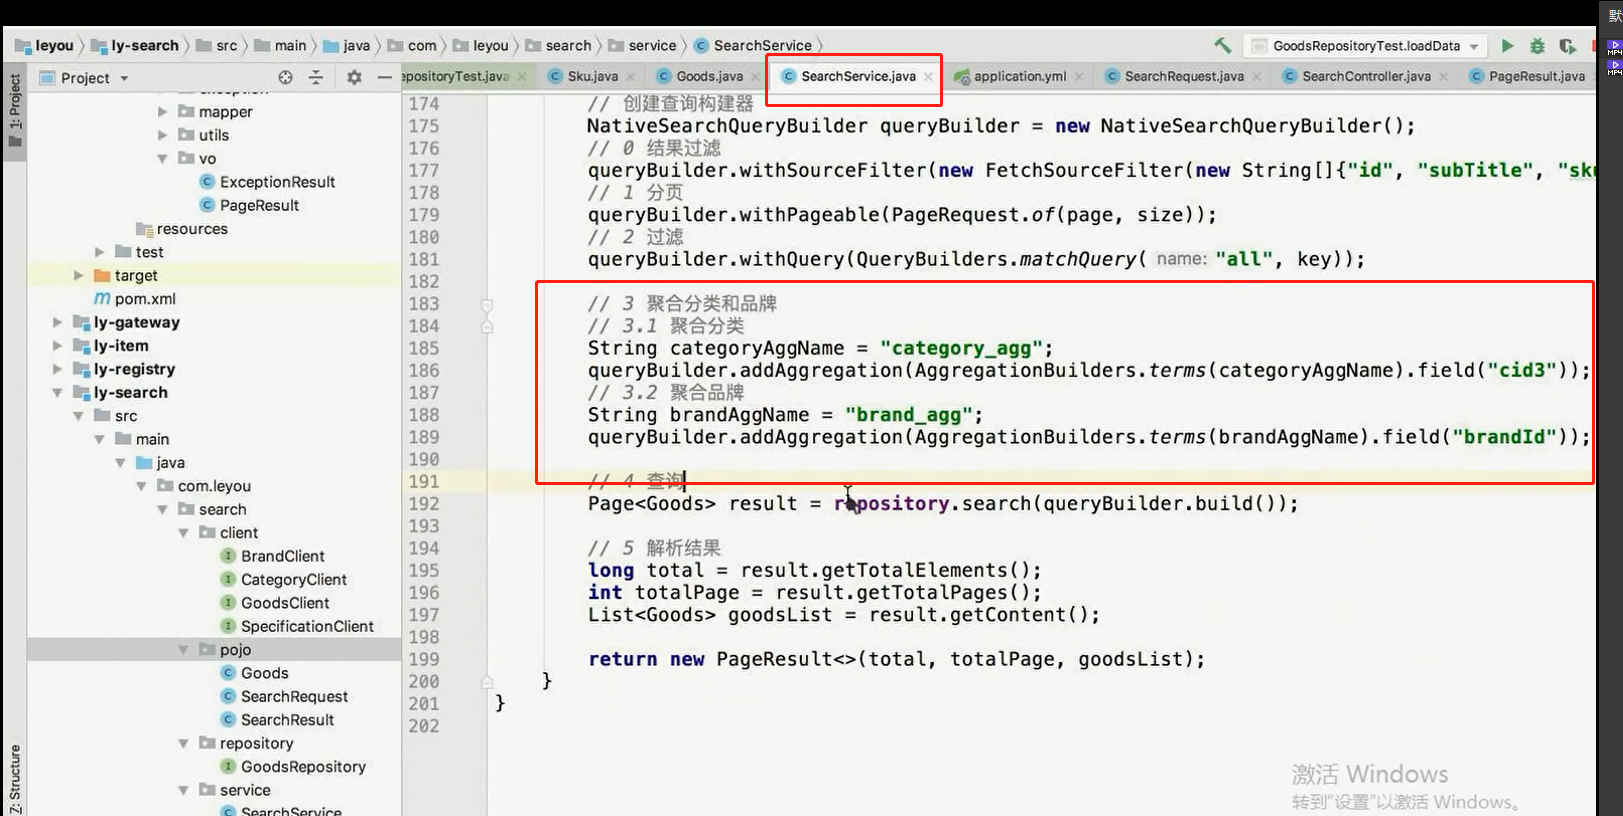 leyou ly-search src main java com leyou search service SearchService
GoodsRepositoryTest.loadData
默
1: Project
Project
epositoryTest.java Sku.java Goods.java SearchService.java application.yml SearchRequest.java SearchController.java PageResult.java
MP4
MP4
exception
mapper
utils
vo
ExceptionResult
PageResult
resources
test
target
pom.xml
ly-gateway
ly-item
ly-registry
ly-search
src
main
java
com.leyou
search
client
BrandClient
CategoryClient
GoodsClient
SpecificationClient
pojo
Goods
SearchRequest
SearchResult
repository
GoodsRepository
service
SearchService
Z: Structure
174 // 创建查询构建器
175 NativeSearchQueryBuilder queryBuilder = new NativeSearchQueryBuilder();
176 // 0 结果过滤
177 queryBuilder.withSourceFilter(new FetchSourceFilter(new String[]{"id", "subTitle", "sku
178 // 1 分页
179 queryBuilder.withPageable(PageRequest.of(page, size));
180 // 2 过滤
181 queryBuilder.withQuery(QueryBuilders.matchQuery( name: "all", key));
182
183 // 3 聚合分类和品牌
184 // 3.1 聚合分类
185 String categoryAggName = "category_agg";
186 queryBuilder.addAggregation(AggregationBuilders.terms(categoryAggName).field("cid3"));
187 // 3.2 聚合品牌
188 String brandAggName = "brand_agg";
189 queryBuilder.addAggregation(AggregationBuilders.terms(brandAggName).field("brandId"));
190
191 // 4 查询
192 Page<Goods> result = repository.search(queryBuilder.build());
193
194 // 5 解析结果
195 long total = result.getTotalElements();
196 int totalPage = result.getTotalPages();
197 List<Goods> goodsList = result.getContent();
198
199 return new PageResult<>(total, totalPage, goodsList);
200 }
201 }
202
激活 Windows
转到"设置"以激活 Windows。